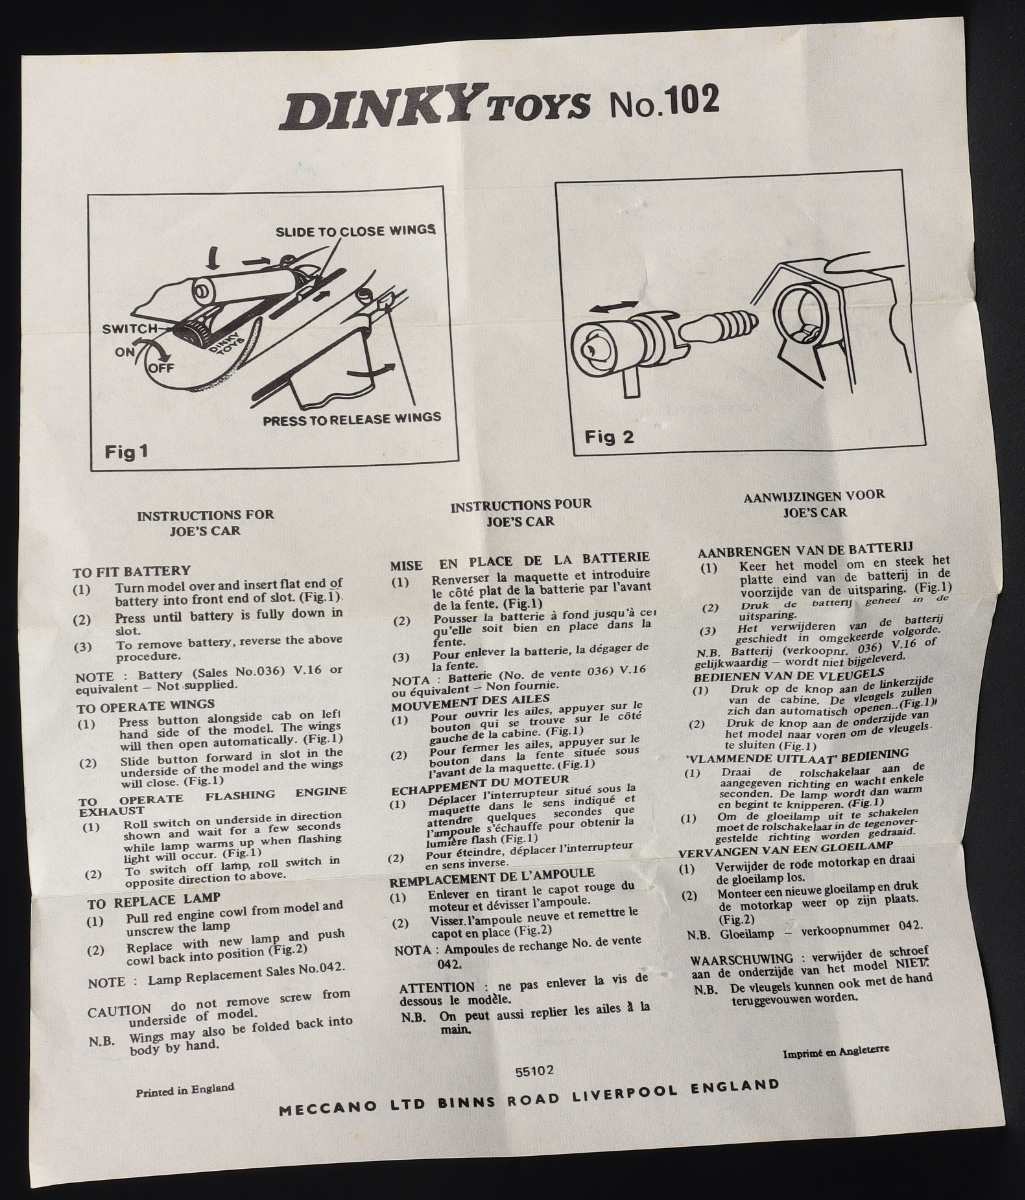 DINKY TOYS No.102
SLIDE TO CLOSE WINGS
SWITCH
ON
OFF
DINKY
TOYS
PRESS TO RELEASE WINGS
Fig 1
Fig 2
INSTRUCTIONS FOR
JOE'S CAR
TO FIT BATTERY
(1) Turn model over and insert flat end of
battery into front end of slot. (Fig.1)
(2) Press until battery is fully down in
slot.
(3) To remove battery, reverse the above
procedure.
NOTE : Battery (Sales No.036) V.16 or
equivalent – Not supplied.
TO OPERATE WINGS
(1) Press button alongside cab on left
hand side of the model. The wings
will then open automatically. (Fig.1)
(2) Slide button forward in slot in the
underside of the model and the wings
will close. (Fig.1)
TO OPERATE FLASHING ENGINE
EXHAUST
(1) Roll switch on underside in direction
shown and wait for a few seconds
while lamp warms up when flashing
light will occur. (Fig.1)
(2) To switch off lamp, roll switch in
opposite direction to above.
TO REPLACE LAMP
(1) Pull red engine cowl from model and
unscrew the lamp
(2) Replace with new lamp and push
cowl back into position (Fig.2)
NOTE : Lamp Replacement Sales No.042.
CAUTION do not remove screw from
underside of model.
N.B. Wings may also be folded back into
body by hand.
Printed in England
INSTRUCTIONS POUR
JOE'S CAR
MISE EN PLACE DE LA BATTERIE
(1) Renverser la maquette et introduire
le côté plat de la batterie par l'avant
de la fente. (Fig.1)
(2) Pousser la batterie à fond jusqu'à cei
qu'elle soit bien en place dans la
fente.
(3) Pour enlever la batterie, la dégager de
la fente.
NOTA : Batterie (No. de vente 036) V.16
ou équivalent – Non fournie.
MOUVEMENT DES AILES
(1) Pour ouvrir les ailes, appuyer sur le
bouton qui se trouve sur le côté
gauche de la cabine. (Fig.1)
(2) Pour fermer les ailes, appuyer sur le
bouton dans la fente située sous
l'avant de la maquette. (Fig.1)
ECHAPPEMENT DU MOTEUR
(1) Déplacer l'interrupteur situé sous la
maquette dans le sens indiqué et
attendre quelques secondes que
l'ampoule s'échauffe pour obtenir la
lumière flash (Fig.1)
(2) Pour éteindre, déplacer l'interrupteur
en sens inverse.
REMPLACEMENT DE L'AMPOULE
(1) Enlever en tirant le capot rouge du
moteur et dévisser l'ampoule.
(2) Visser l'ampoule neuve et remettre le
capot en place (Fig.2)
NOTA : Ampoules de rechange No. de vente
042.
ATTENTION : ne pas enlever la vis de
dessous le modèle.
N.B. On peut aussi replier les ailes à la
main.
AANWIJZINGEN VOOR
JOE'S CAR
AANBRENGEN VAN DE BATTERIJ
(1) Keer het model om en steek het
platte eind van de batterij in de
voorzijde van de uitsparing. (Fig.1)
(2) Druk de batterij geheel in de
uitsparing.
(3) Het verwijderen van de batterij
geschiedt in omgekeerde volgorde.
N.B. Batterij (verkoopnr. 036) V.16 of
gelijkwaardig – wordt niet bijgeleverd.
BEDIENEN VAN DE VLEUGELS
(1) Druk op de knop aan de linkerzijde
van de cabine. De vleugels zullen
zich dan automatisch openen. (Fig.1)
(2) Druk de knop aan de onderzijde van
het model naar voren om de vleugels
te sluiten (Fig.1)
'VLAMMENDE UITLAAT' BEDIENING
(1) Draai de rolschakelaar aan de
aangegeven richting en wacht enkele
seconden. De lamp wordt dan warm
en begint te knipperen. (Fig.1)
(1) Om de gloeilamp uit te schakelen
moet de rolschakelaar in de tegenover-
gestelde richting worden gedraaid.
VERVANGEN VAN EEN GLOEILAMP
(1) Verwijder de rode motorkap en draai
de gloeilamp los.
(2) Monteer een nieuwe gloeilamp en druk
de motorkap weer op zijn plaats.
(Fig.2)
N.B. Gloeilamp – verkoopnummer 042.
WAARSCHUWING : verwijder de schroef
aan de onderzijde van het model NIET.
N.B. De vleugels kunnen ook met de hand
teruggevouwen worden.
Imprimé en Angleterre
55102
MECCANO LTD BINNS ROAD LIVERPOOL ENGLAND